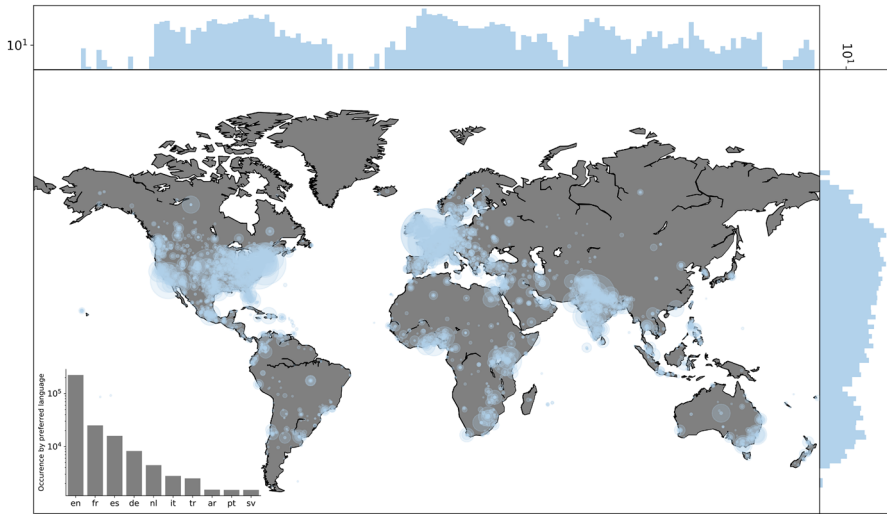 10¹
10¹
Occurence by preferred language
10⁵
10⁴
en fr es de nl it tr ar pt sv